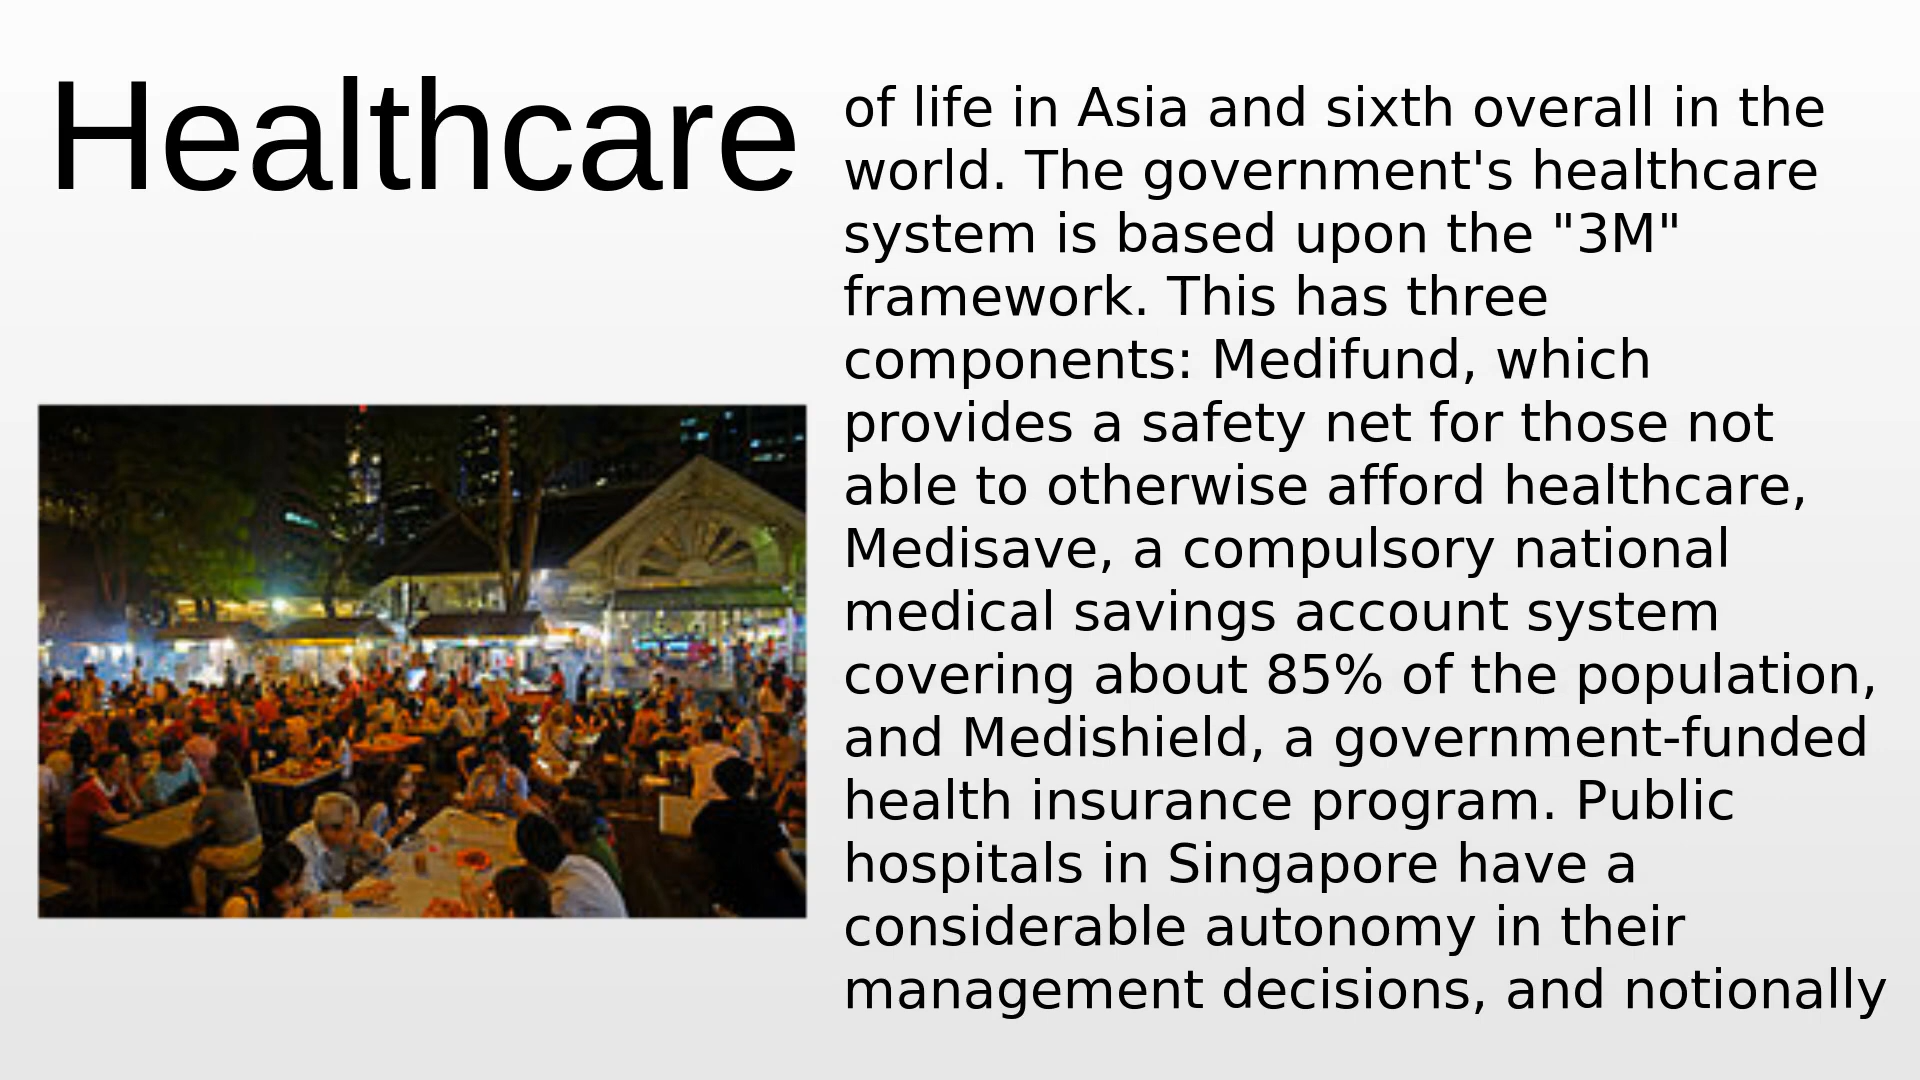 Healthcare
of life in Asia and sixth overall in the
world. The government's healthcare
system is based upon the "3M"
framework. This has three
components: Medifund, which
provides a safety net for those not
able to otherwise afford healthcare,
Medisave, a compulsory national
medical savings account system
covering about 85% of the population,
and Medishield, a government-funded
health insurance program. Public
hospitals in Singapore have a
considerable autonomy in their
management decisions, and notionally